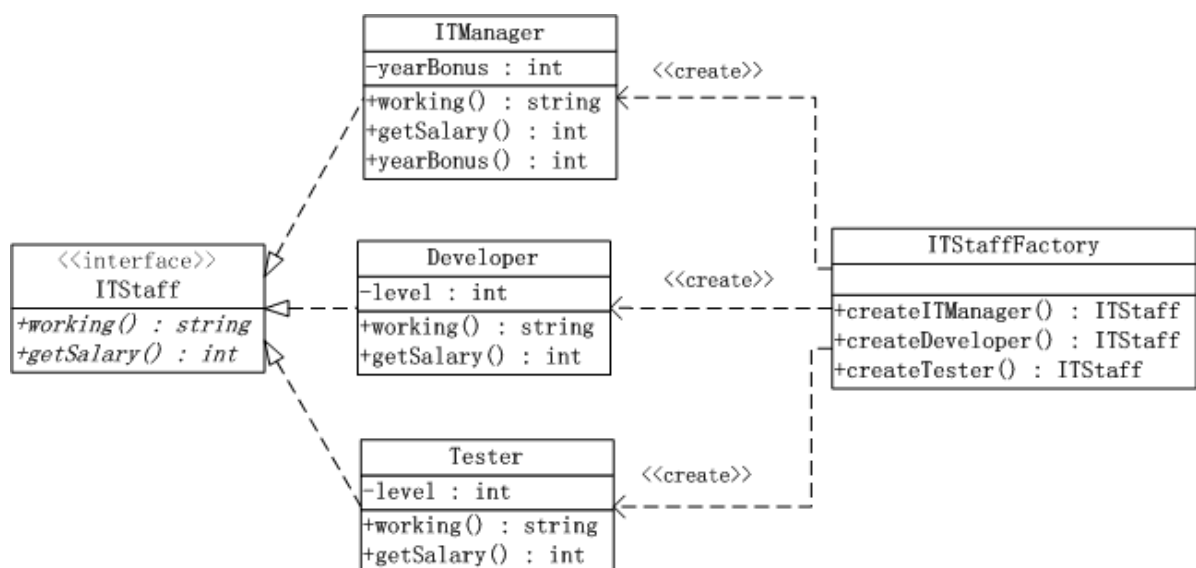 ITManager
-yearBonus : int
+working() : string
+getSalary() : int
+yearBonus() : int
<<create>>
<<interface>>
ITStaff
+working() : string
+getSalary() : int
Developer
-level : int
+working() : string
+getSalary() : int
<<create>>
ITStaffFactory
+createITManager() : ITStaff
+createDeveloper() : ITStaff
+createTester() : ITStaff
Tester
-level : int
+working() : string
+getSalary() : int
<<create>>